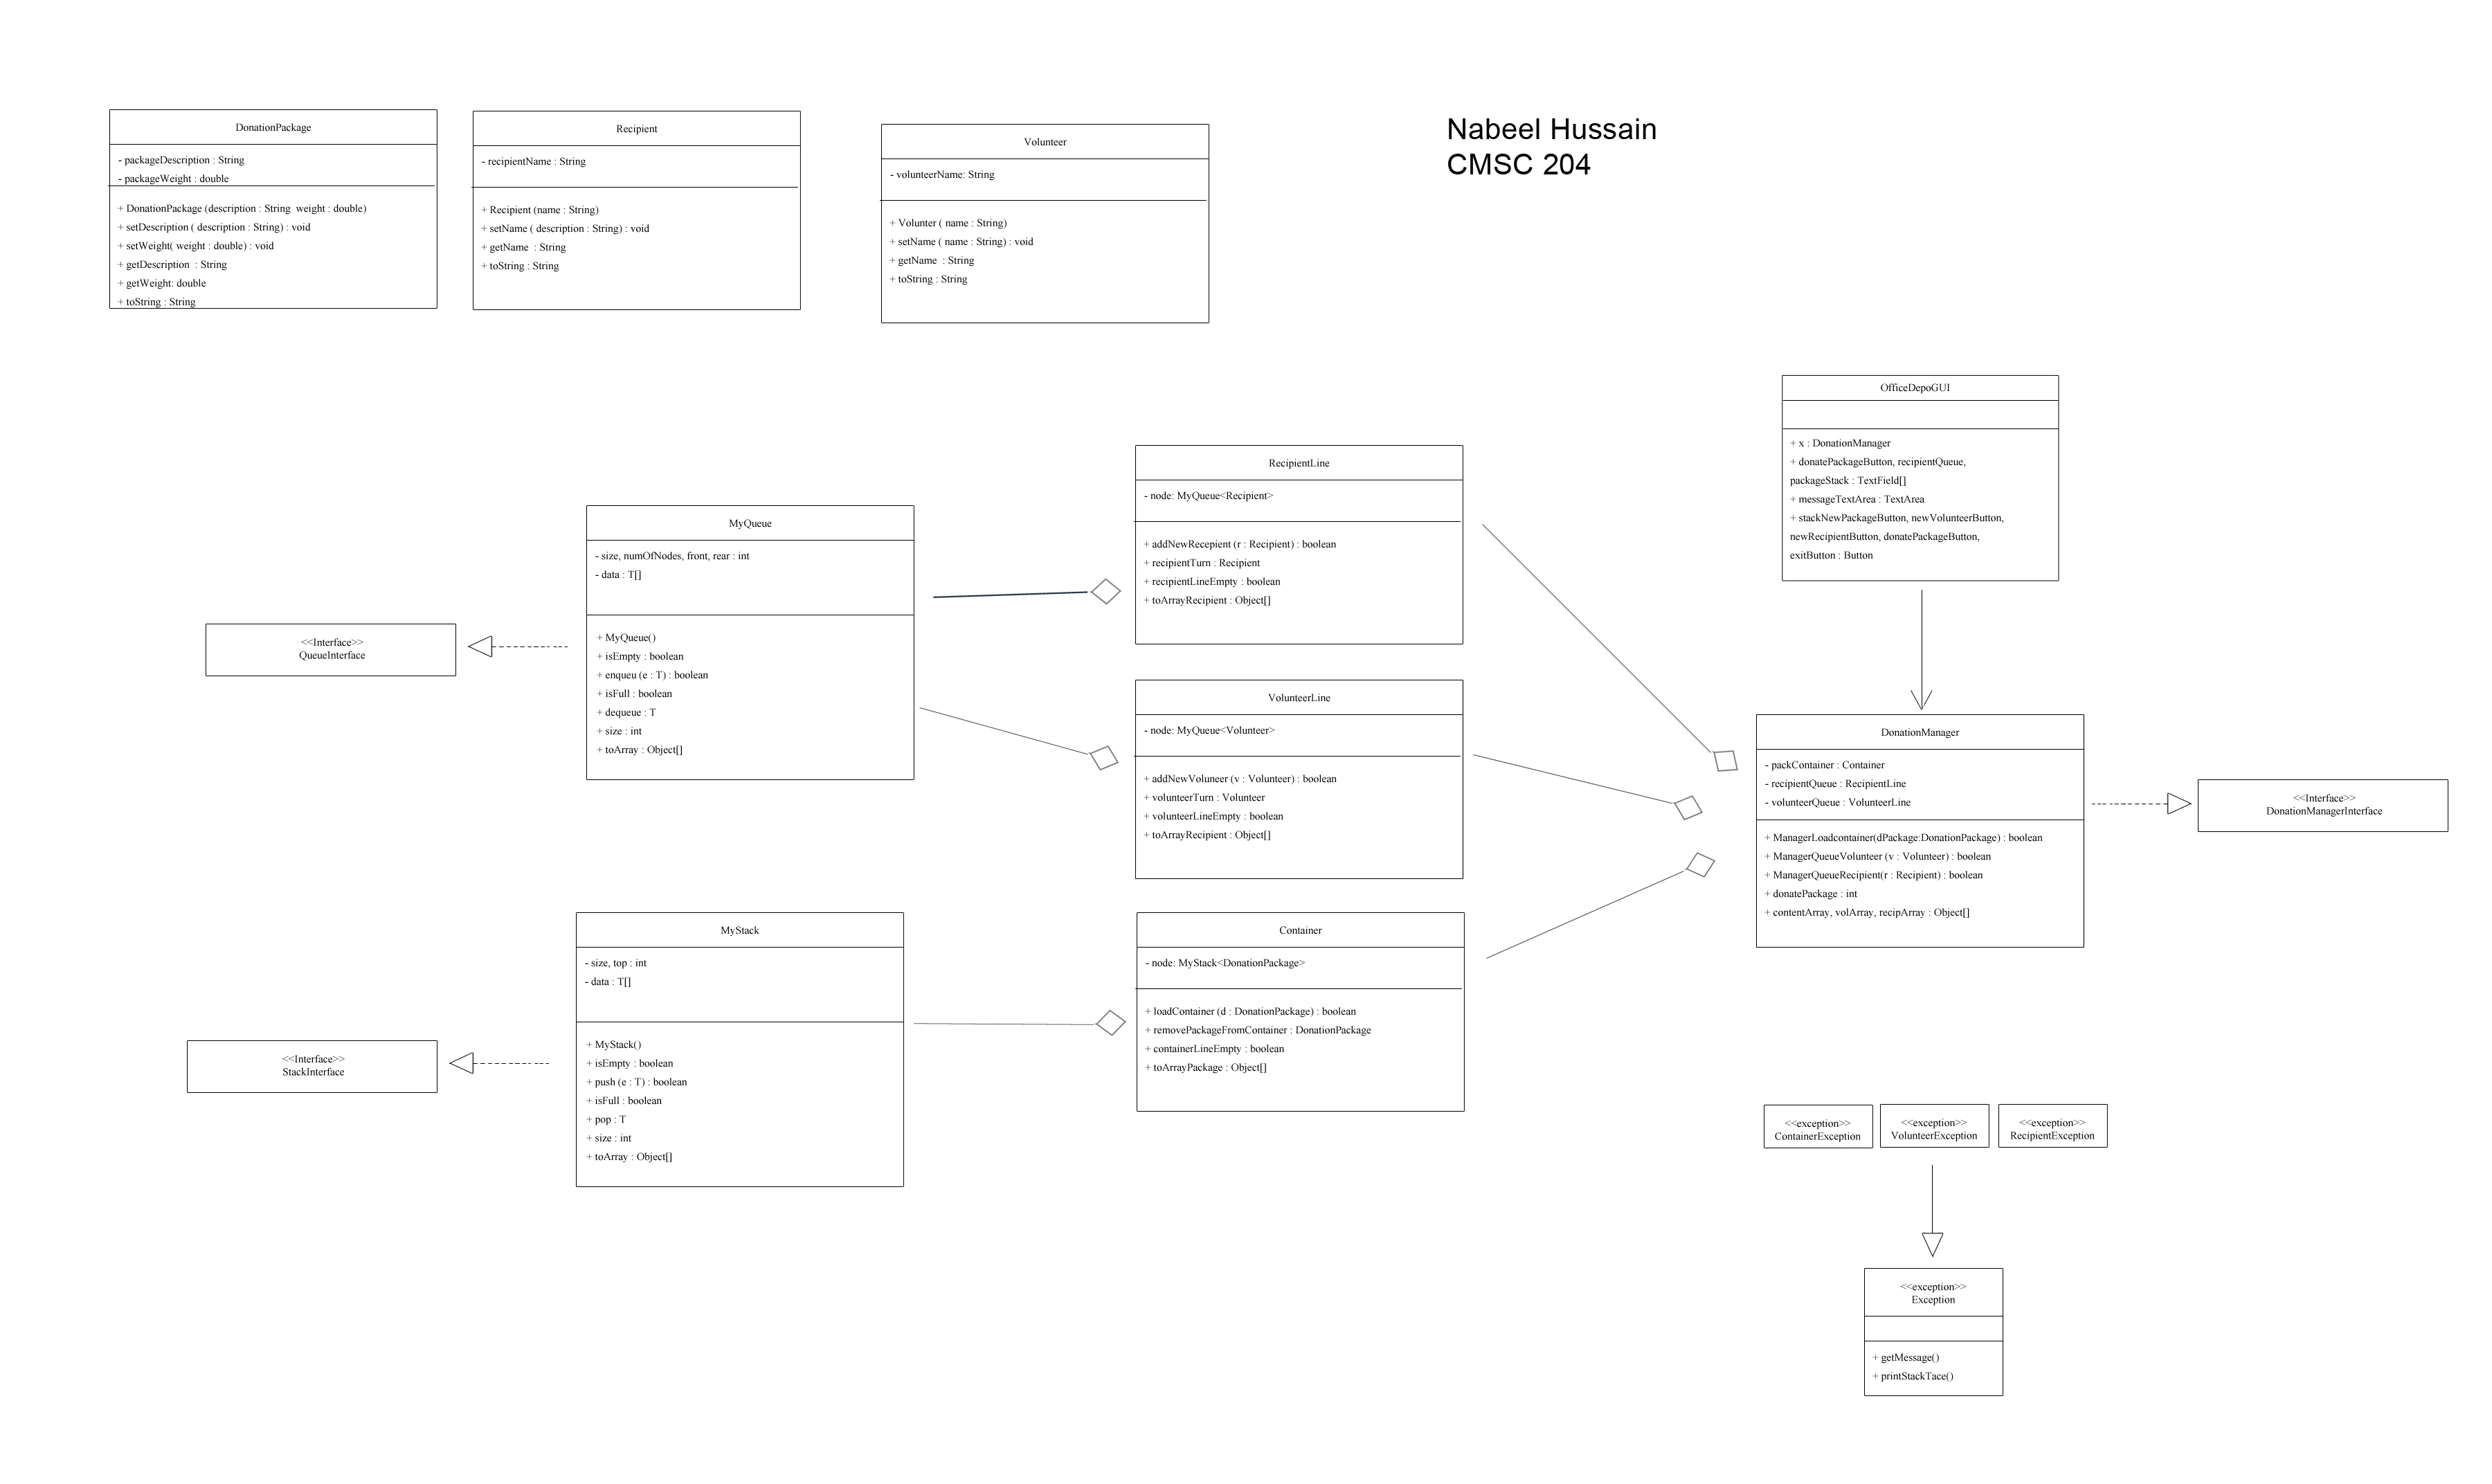 Nabeel Hussain
CMSC 204
DonationPackage
- packageDescription : String
- packageWeight : double
+ DonationPackage (description : String  weight : double)
+ setDescription ( description : String) : void
+ setWeight( weight : double) : void
+ getDescription  : String
+ getWeight: double
+ toString : String
Recipient
- recipientName : String
+ Recipient (name : String)
+ setName ( description : String) : void
+ getName  : String
+ toString : String
Volunteer
- volunteerName: String
+ Volunter ( name : String)
+ setName ( name : String) : void
+ getName  : String
+ toString : String
OfficeDepoGUI
+ x : DonationManager
+ donatePackageButton, recipientQueue,
packageStack : TextField[]
+ messageTextArea : TextArea
+ stackNewPackageButton, newVolunteerButton,
newRecipientButton, donatePackageButton,
exitButton : Button
RecipientLine
- node: MyQueue<Recipient>
+ addNewRecepient (r : Recipient) : boolean
+ recipientTurn : Recipient
+ recipientLineEmpty : boolean
+ toArrayRecipient : Object[]
MyQueue
- size, numOfNodes, front, rear : int
- data : T[]
+ MyQueue()
+ isEmpty : boolean
+ enqueu (e : T) : boolean
+ isFull : boolean
+ dequeue : T
+ size : int
+ toArray : Object[]
<<Interface>>
QueueInterface
VolunteerLine
- node: MyQueue<Volunteer>
+ addNewVoluneer (v : Volunteer) : boolean
+ volunteerTurn : Volunteer
+ volunteerLineEmpty : boolean
+ toArrayRecipient : Object[]
DonationManager
- packContainer : Container
- recipientQueue : RecipientLine
- volunteerQueue : VolunteerLine
+ ManagerLoadcontainer(dPackage:DonationPackage) : boolean
+ ManagerQueueVolunteer (v : Volunteer) : boolean
+ ManagerQueueRecipient(r : Recipient) : boolean
+ donatePackage : int
+ contentArray, volArray, recipArray : Object[]
<<Interface>>
DonationManagerInterface
MyStack
- size, top : int
- data : T[]
+ MyStack()
+ isEmpty : boolean
+ push (e : T) : boolean
+ isFull : boolean
+ pop : T
+ size : int
+ toArray : Object[]
Container
- node: MyStack<DonationPackage>
+ loadContainer (d : DonationPackage) : boolean
+ removePackageFromContainer : DonationPackage
+ containerLineEmpty : boolean
+ toArrayPackage : Object[]
<<Interface>>
StackInterface
<<exception>>
ContainerException
<<exception>>
VolunteerException
<<exception>>
RecipientException
<<exception>>
Exception
+ getMessage()
+ printStackTace()